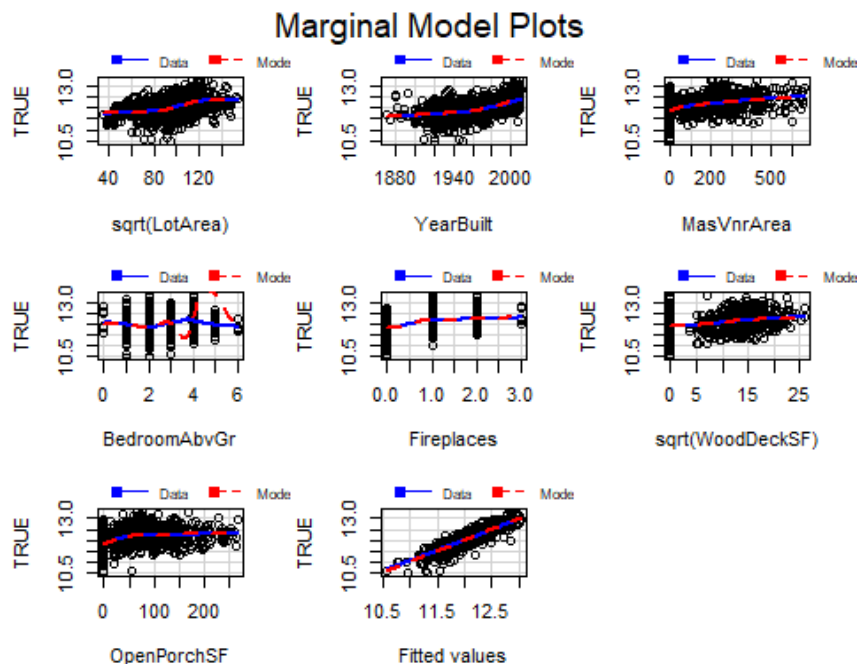 Marginal Model Plots
Data Mode Data Mode Data Mode
TRUE 13.0 10.5 TRUE 13.0 10.5 TRUE 13.0 10.5
40 80 120 1880 1940 2000 0 200 500
sqrt(LotArea) YearBuilt MasVnrArea
Data Mode Data Mode Data Mode
TRUE 13.0 10.5 TRUE 13.0 10.5 TRUE 13.0 10.5
0 2 4 6 0.0 1.0 2.0 3.0 0 5 15 25
BedroomAbvGr Fireplaces sqrt(WoodDeckSF)
Data Mode Data Mode
TRUE 13.0 10.5 TRUE 13.0 10.5
0 100 200 10.5 11.5 12.5
OpenPorchSF Fitted values